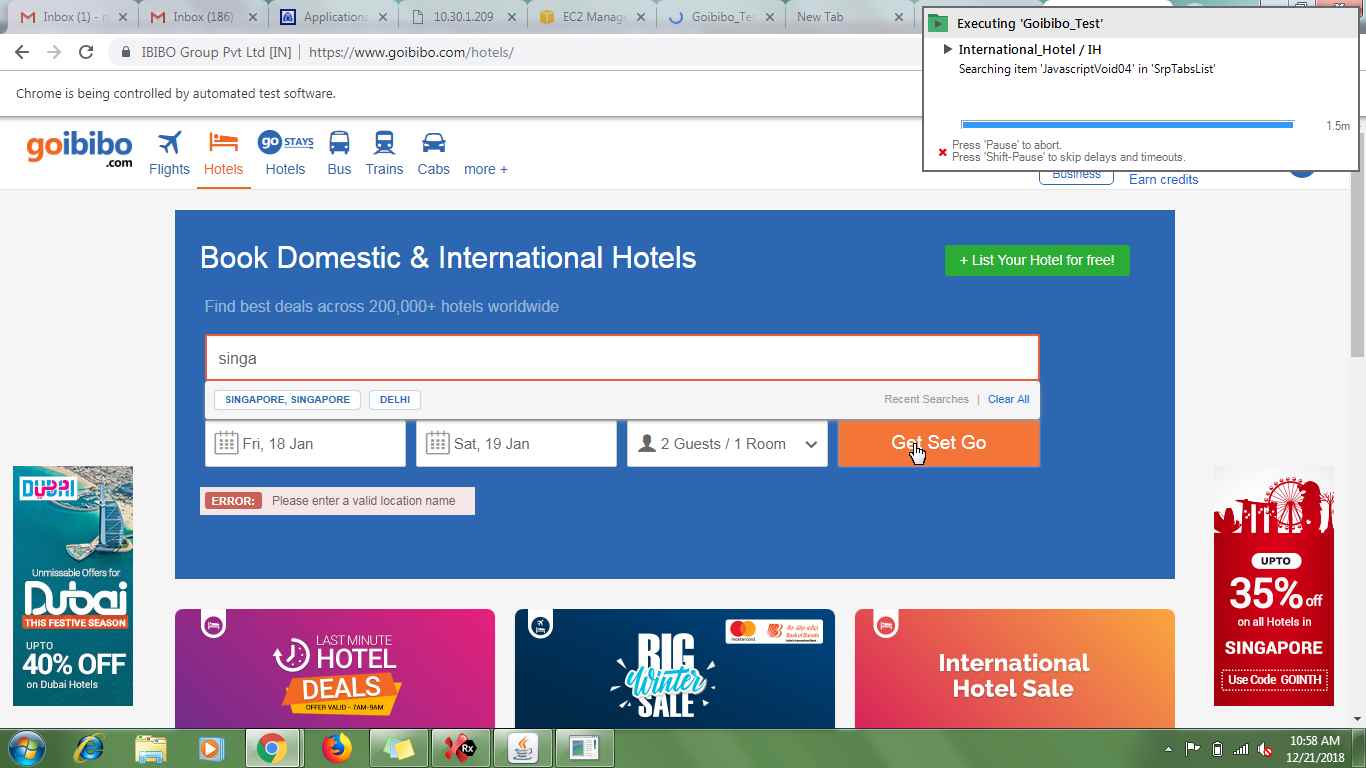 Inbox (1) - r
Inbox (186)
Applications
10.30.1.209
EC2 Manage
Goibibo_Te
New Tab
IBIBO Group Pvt Ltd [IN]
https://www.goibibo.com/hotels/
Chrome is being controlled by automated test software.
Executing 'Goibibo_Test'
International_Hotel / IH
Searching item 'JavascriptVoid04' in 'SrpTabsList'
1.5m
Press 'Pause' to abort.
Press 'Shift-Pause' to skip delays and timeouts.
goibibo
.com
Flights
Hotels
go STAYS
Hotels
Bus
Trains
Cabs
more +
Business
Earn credits
Book Domestic & International Hotels
+ List Your Hotel for free!
Find best deals across 200,000+ hotels worldwide
singa
SINGAPORE, SINGAPORE
DELHI
Recent Searches | Clear All
Fri, 18 Jan
Sat, 19 Jan
2 Guests / 1 Room
Get Set Go
ERROR: Please enter a valid location name
DUBAI
Unmissable Offers for
Dubai
THIS FESTIVE SEASON
UPTO
40% OFF
on Dubai Hotels
LAST MINUTE
HOTEL
DEALS
OFFER VALID - 7AM-9AM
mastercard
BIG
Winter
SALE
International
Hotel Sale
UPTO
35% off
on all Hotels in
SINGAPORE
Use Code GOINTH
Rx
10:58 AM
12/21/2018